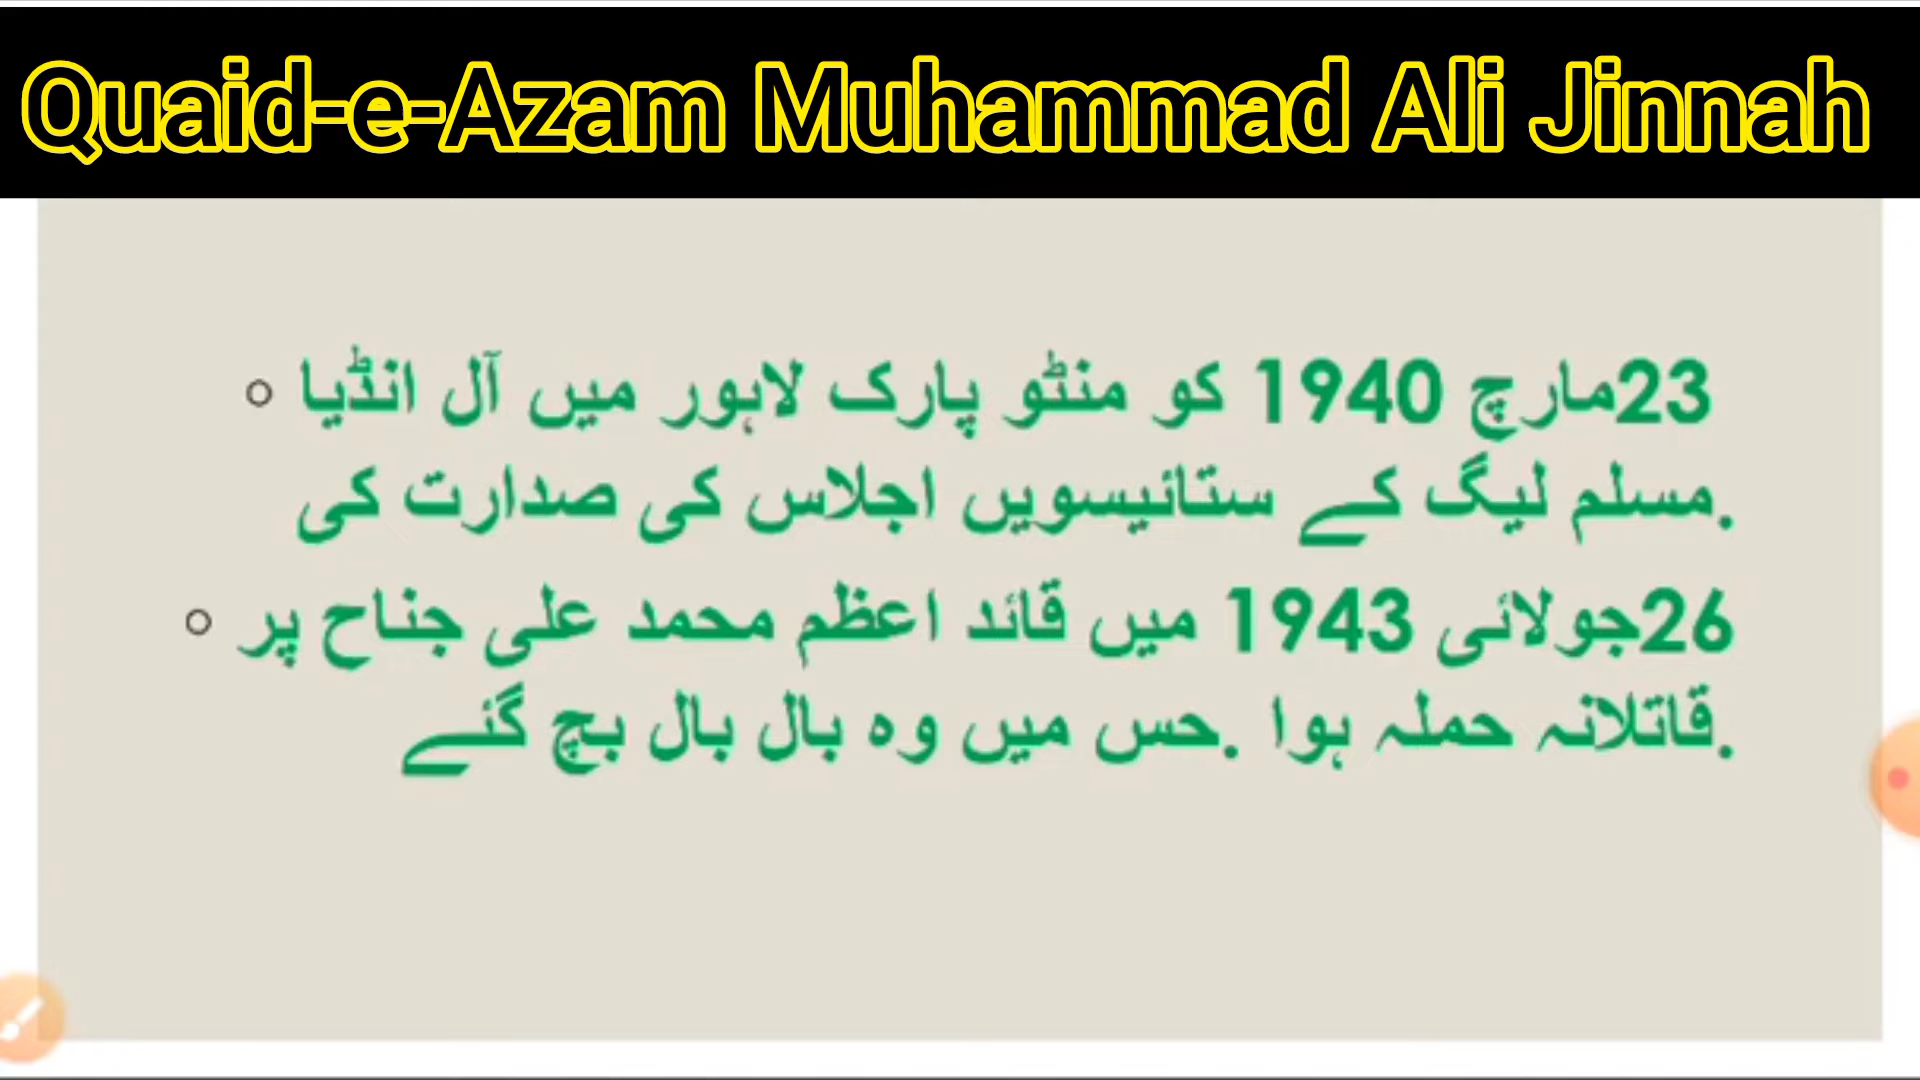 Quaid-e-Azam Muhammad Ali Jinnah
23مارچ 1940 کو منٹو پارک لاہور میں آل انڈیا
مسلم لیگ کے ستائیسویں اجلاس کی صدارت کی.
26جولائی 1943 میں قائد اعظم محمد علی جناح پر
قاتلانہ حملہ ہوا .حس میں وہ بال بال بچ گئے.